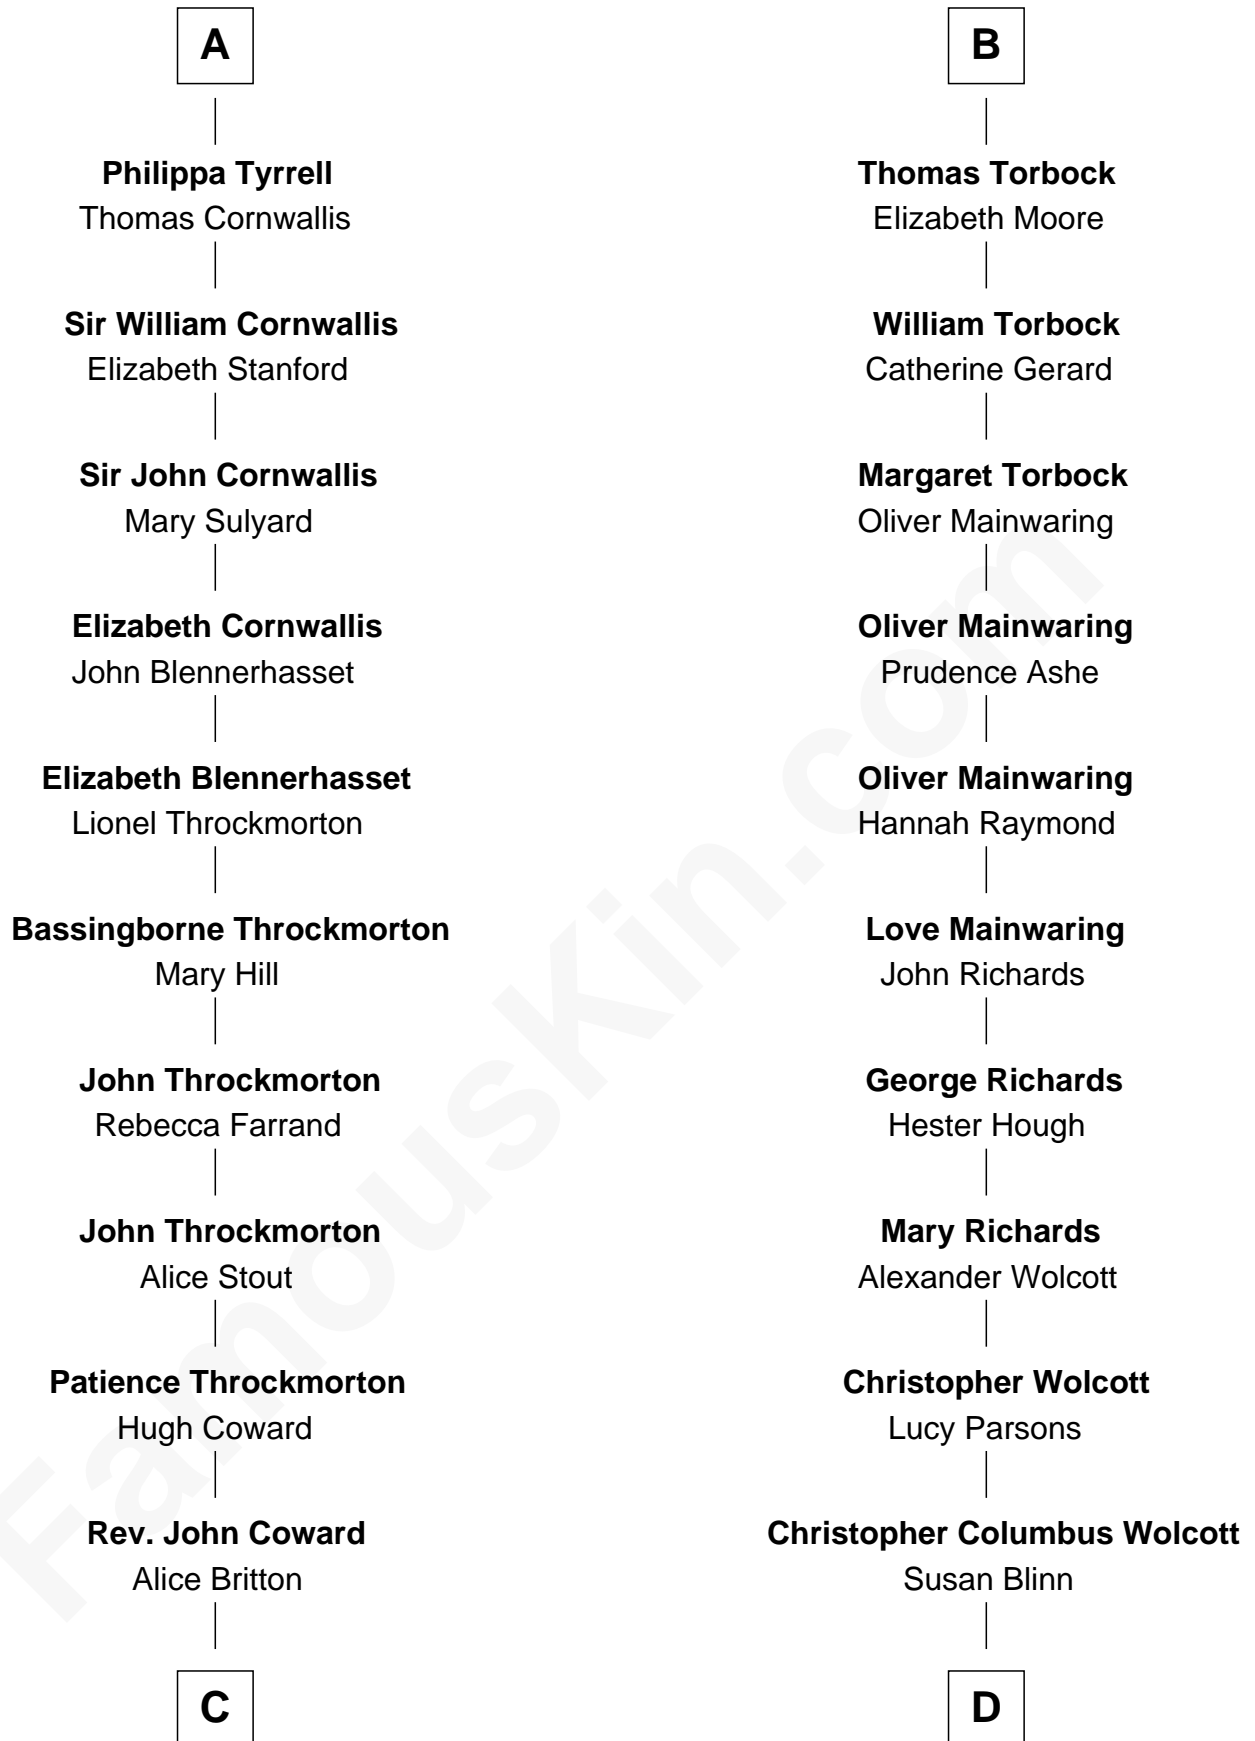 A
Philippa Tyrrell
Thomas Cornwallis
Sir William Cornwallis
Elizabeth Stanford
Sir John Cornwallis
Mary Sulyard
Elizabeth Cornwallis
John Blennerhasset
Elizabeth Blennerhasset
Lionel Throckmorton
Bassingborne Throckmorton
Mary Hill
John Throckmorton
Rebecca Farrand
John Throckmorton
Alice Stout
Patience Throckmorton
Hugh Coward
Rev. John Coward
Alice Britton
C
B
Thomas Torbock
Elizabeth Moore
William Torbock
Catherine Gerard
Margaret Torbock
Oliver Mainwaring
Oliver Mainwaring
Prudence Ashe
Oliver Mainwaring
Hannah Raymond
Love Mainwaring
John Richards
George Richards
Hester Hough
Mary Richards
Alexander Wolcott
Christopher Wolcott
Lucy Parsons
Christopher Columbus Wolcott
Susan Blinn
D
FamousKin.com